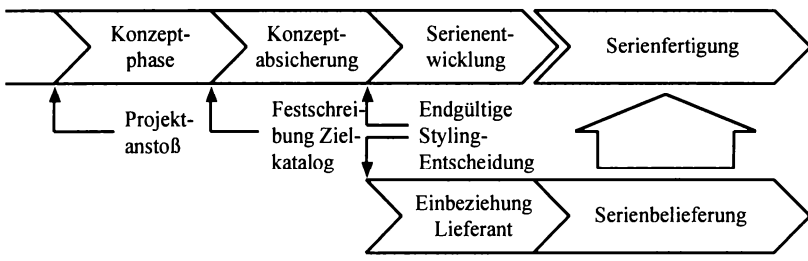 Konzept-
phase
Konzept-
absicherung
Serienent-
wicklung
Serienfertigung
Projekt-
anstoß
Festschrei-
bung Ziel-
katalog
Endgültige
Styling-
Entscheidung
Einbeziehung
Lieferant
Serienbelieferung